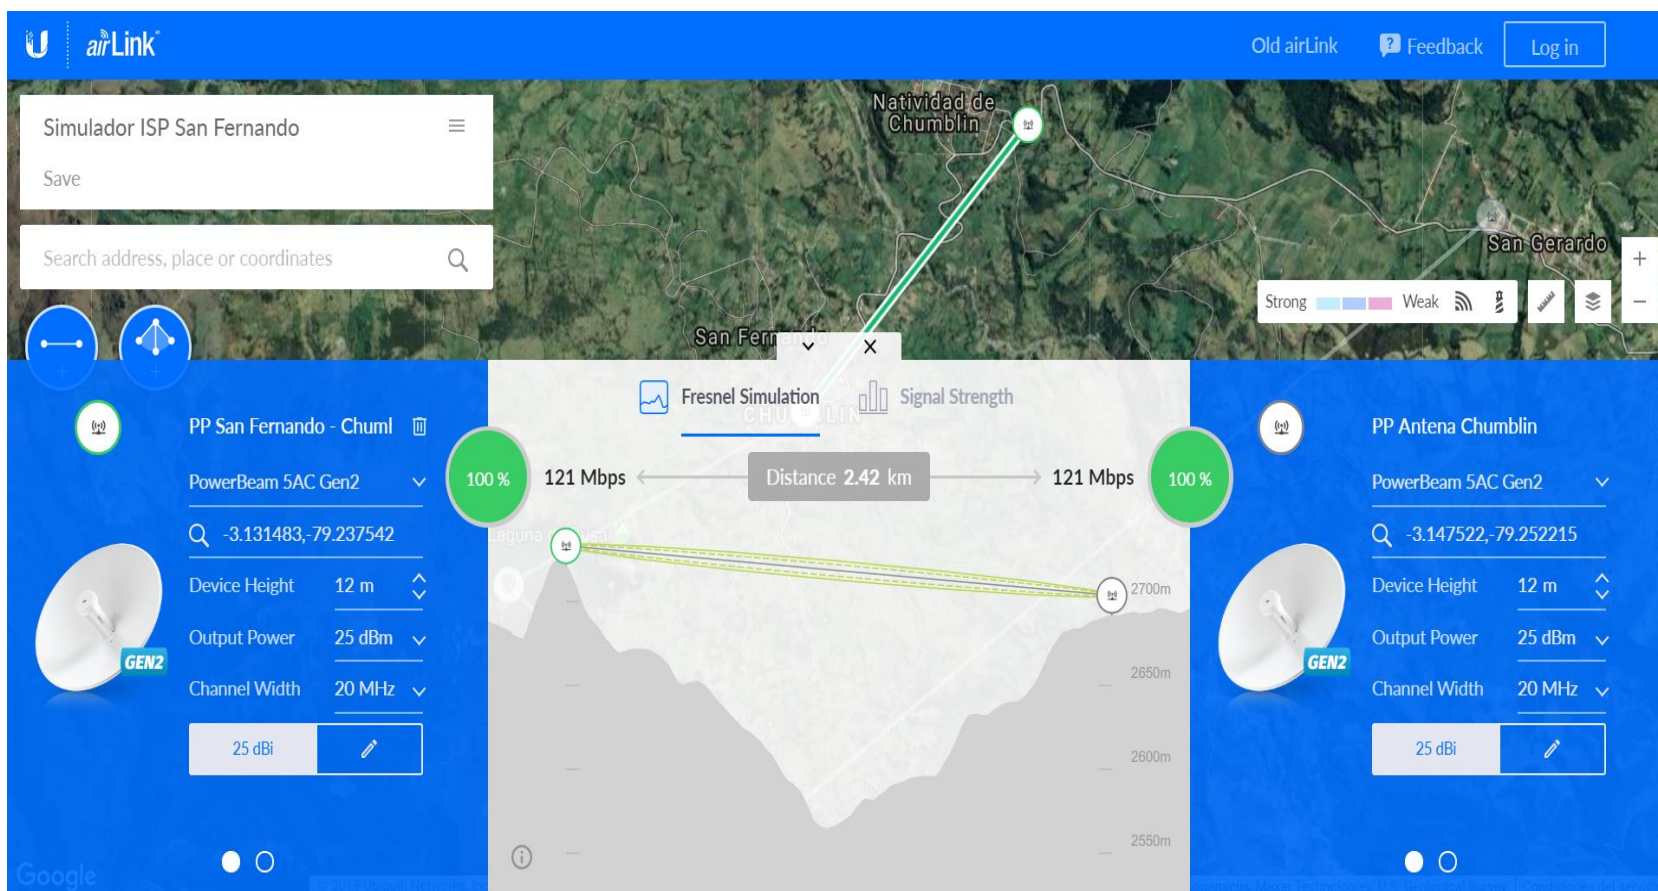 airLink
Old airLink
Feedback
Log in
Simulador ISP San Fernando
Save
Search address, place or coordinates
Natividad de
Chumblin
San Gerardo
Strong
Weak
San
Fresnel Simulation
Signal Strength
PP San Fernando - Chuml
PowerBeam 5AC Gen2
-3.131483,-79.237542
Device Height 12 m
Output Power 25 dBm
Channel Width 20 MHz
25 dBi
GEN2
100 %
121 Mbps
Distance 2.42 km
121 Mbps
100 %
Laguna
2700m
2650m
2600m
2550m
PP Antena Chumblin
PowerBeam 5AC Gen2
-3.147522,-79.252215
Device Height 12 m
Output Power 25 dBm
Channel Width 20 MHz
25 dBi
GEN2
Google